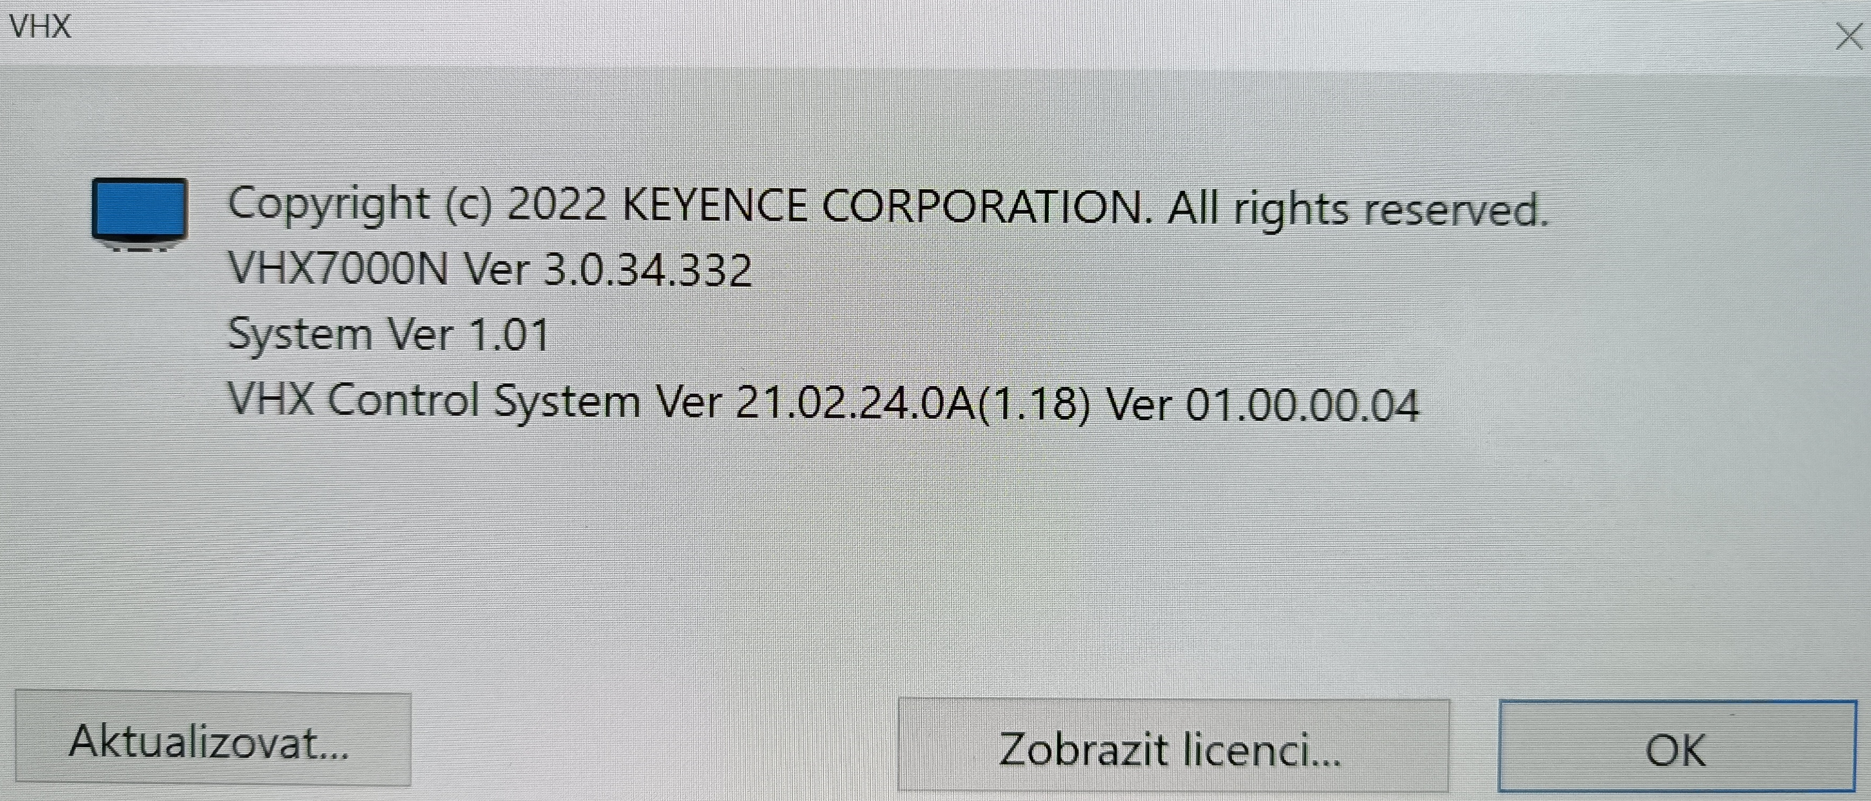 VHX
Copyright (c) 2022 KEYENCE CORPORATION. All rights reserved.
VHX7000N Ver 3.0.34.332
System Ver 1.01
VHX Control System Ver 21.02.24.0A(1.18) Ver 01.00.00.04
Aktualizovat...
Zobrazit licenci...
OK